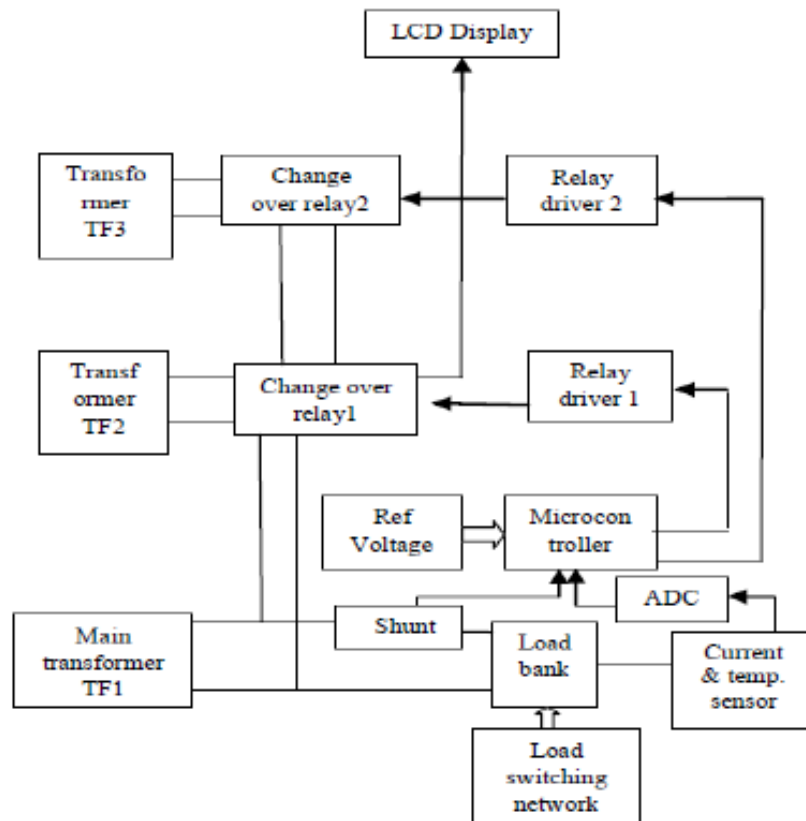 LCD Display
Transfo
rmer
TF3
Change
over relay2
Relay
driver 2
Transf
ormer
TF2
Change over
relay1
Relay
driver 1
Ref
Voltage
Microcon
troller
ADC
Main
transformer
TF1
Shunt
Load
bank
Current
& temp.
sensor
Load
switching
network